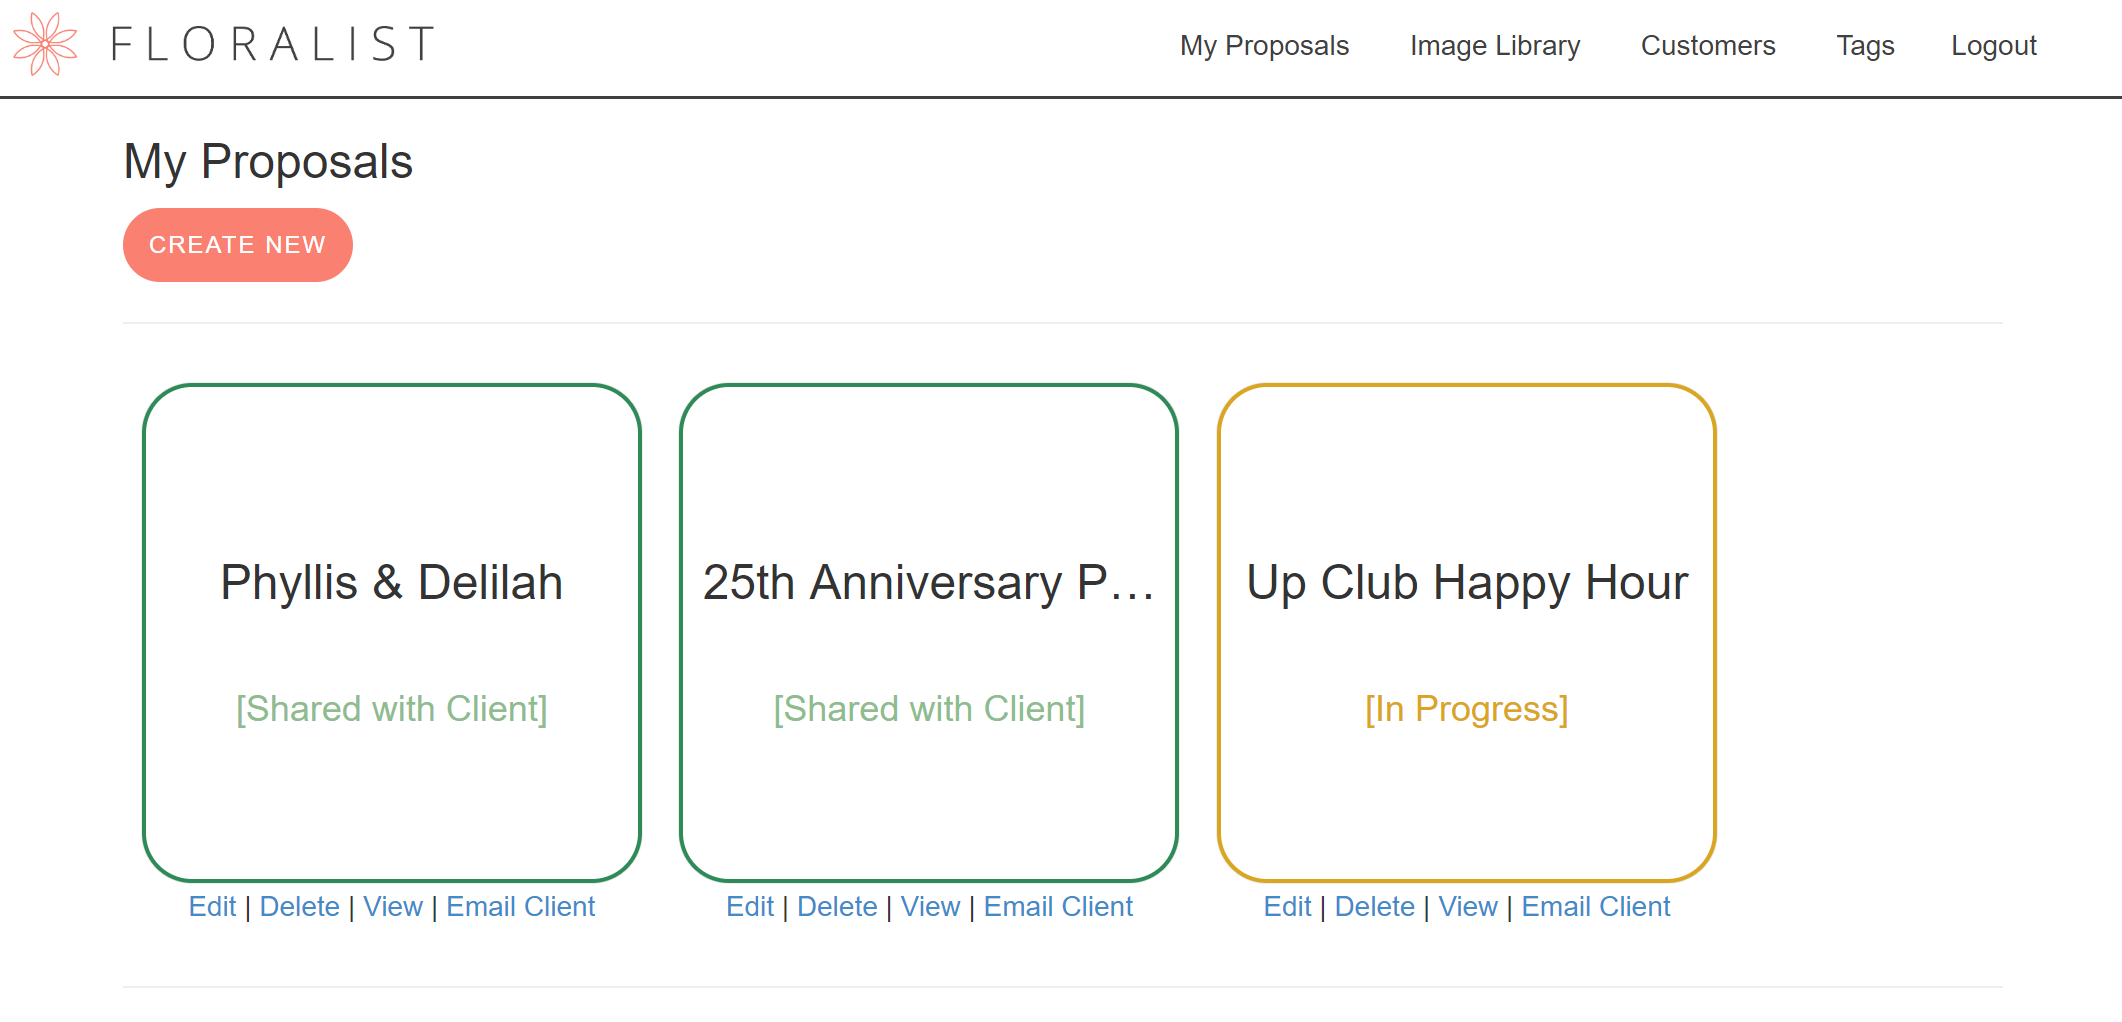 FLORALIST
My Proposals Image Library Customers Tags Logout
My Proposals
CREATE NEW
Phyllis & Delilah
[Shared with Client]
Edit | Delete | View | Email Client
25th Anniversary P...
[Shared with Client]
Edit | Delete | View | Email Client
Up Club Happy Hour
[In Progress]
Edit | Delete | View | Email Client